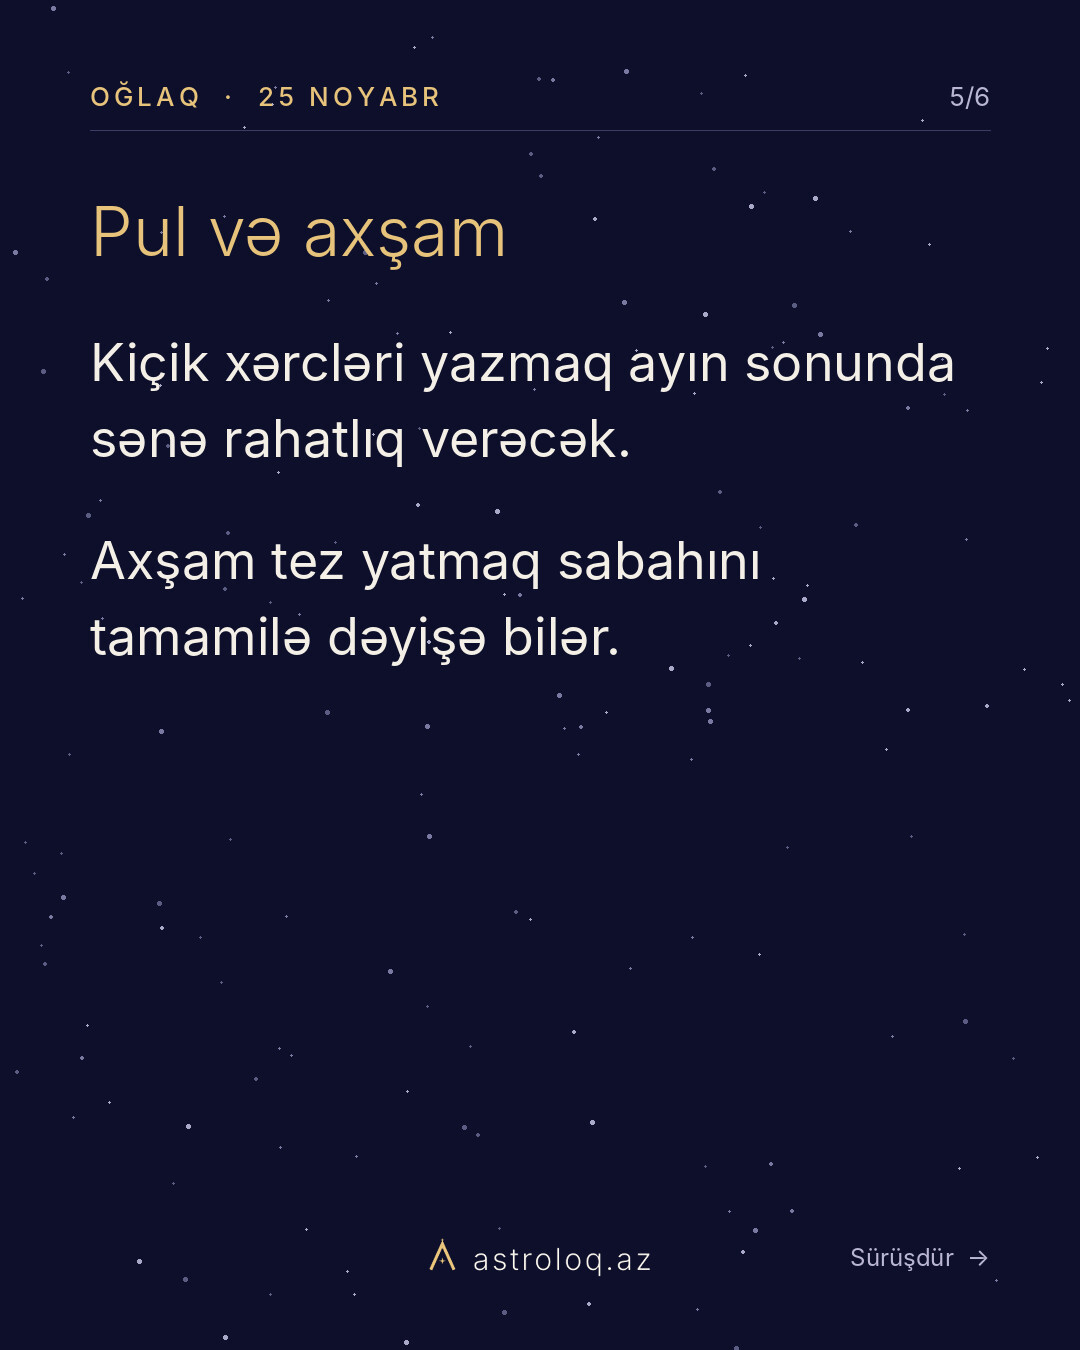 OĞLAQ · 25 NOYABR
5/6
Pul və axşam
Kiçik xərcləri yazmaq ayın sonunda
sənə rahatlıq verəcək.
Axşam tez yatmaq sabahını
tamamilə dəyişə bilər.
astroloq.az
Sürüşdür →